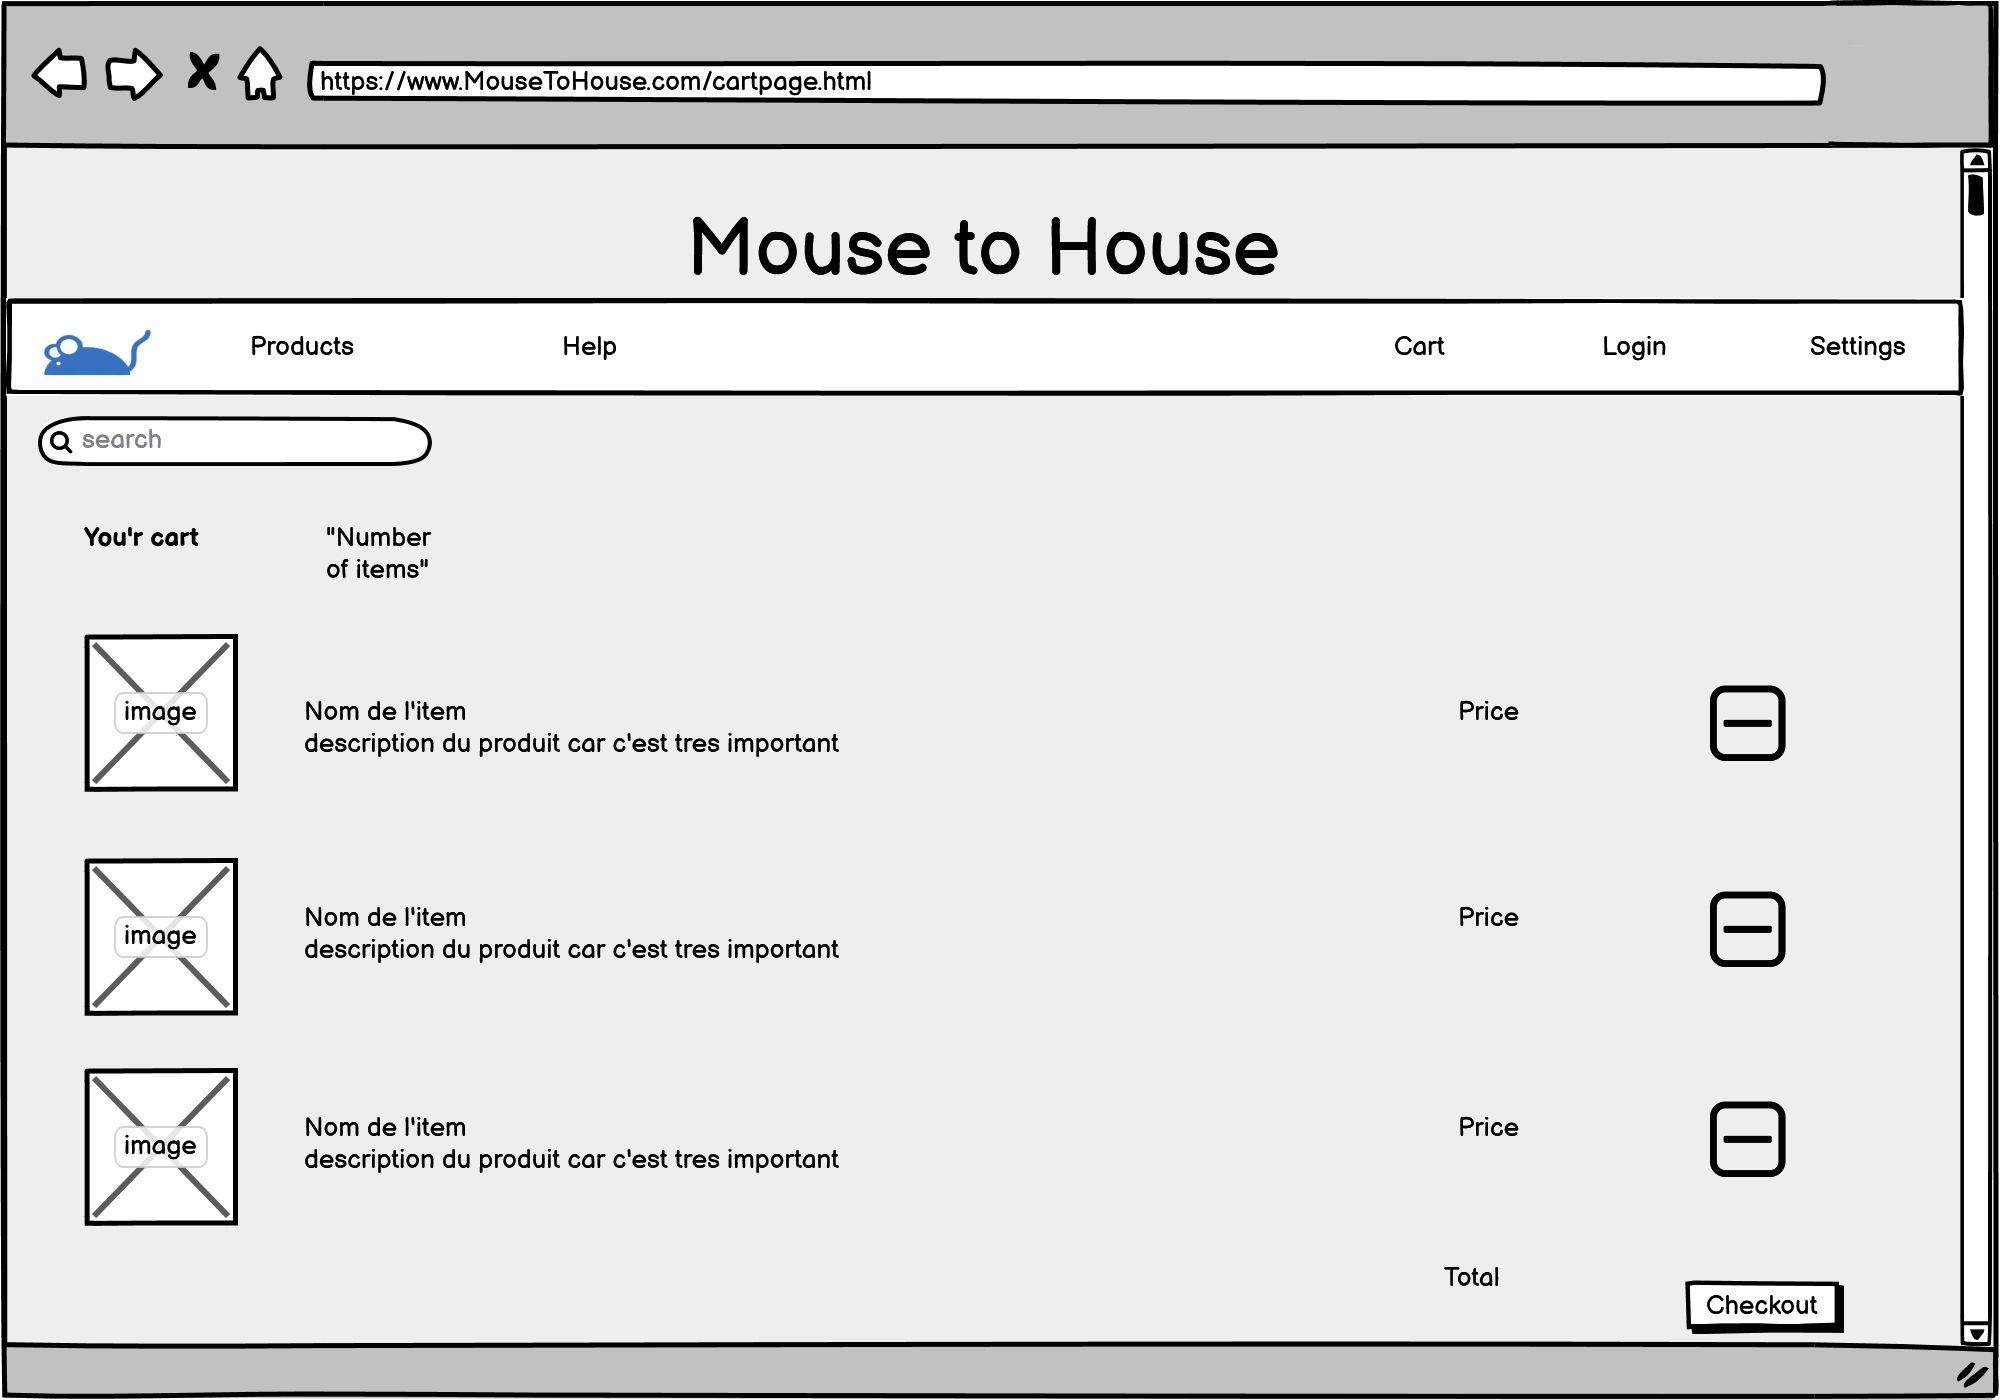 https://www.MouseToHouse.com/cartpage.html
Mouse to House
Products Help Cart Login Settings
search
You'r cart "Number
of items"
image
Nom de l'item
description du produit car c'est tres important
Price
image
Nom de l'item
description du produit car c'est tres important
Price
image
Nom de l'item
description du produit car c'est tres important
Price
Total
Checkout